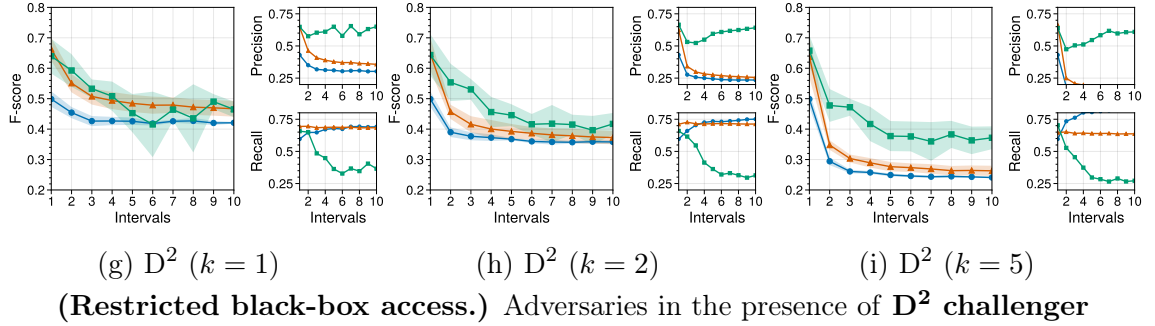 F-score
0.8
0.7
0.6
0.5
0.4
0.3
0.2
1 2 3 4 5 6 7 8 9 10
Intervals
Precision
0.75
0.5
0.25
2 4 6 8 10
Recall
0.75
0.5
0.25
2 4 6 8 10
F-score
0.8
0.7
0.6
0.5
0.4
0.3
0.2
1 2 3 4 5 6 7 8 9 10
Intervals
Precision
0.75
0.5
0.25
2 4 6 8 10
Recall
0.75
0.5
0.25
2 4 6 8 10
F-score
0.8
0.7
0.6
0.5
0.4
0.3
0.2
1 2 3 4 5 6 7 8 9 10
Intervals
Precision
0.75
0.5
0.25
2 4 6 8 10
Recall
0.75
0.5
0.25
2 4 6 8 10
(g) D² (k = 1)
(h) D² (k = 2)
(i) D² (k = 5)
(Restricted black-box access.) Adversaries in the presence of D² challenger